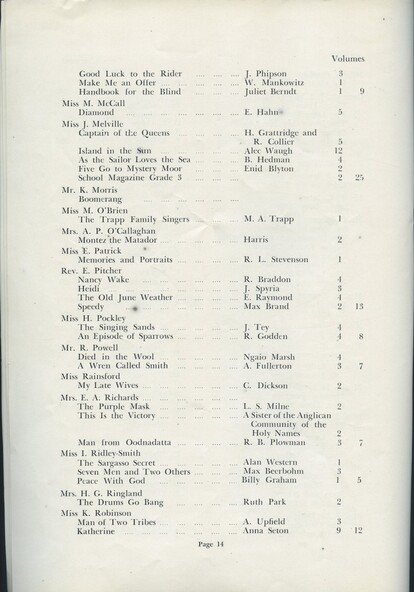 Volumes
Good Luck to the Rider .... .... .... J. Phipson 3
Make Me an Offer .... .... .... .... W. Mankowitz 1
Handbook for the Blind .... .... .... Juliet Berndt 1 9
Miss M. McCall
Diamond .... .... .... .... .... .... E. Hahn 5
Miss J. Melville
Captain of the Queens .... .... .... H. Grattridge and
R. Collier 5
Island in the Sun .... .... .... .... Alec Waugh 12
As the Sailor Loves the Sea .... .... B. Hedman 4
Five Go to Mystery Moor .... .... Enid Blyton 2
School Magazine Grade 3 .... .... .... 2 25
Mr. K. Morris
Boomerang .... .... .... .... ....
Miss M. O'Brien
The Trapp Family Singers .... .... M. A. Trapp 1
Mrs. A. P. O'Callaghan
Montez the Matador .... .... .... .... Harris 2
Miss E. Patrick
Memories and Portraits .... .... .... R. L. Stevenson 1
Rev. E. Pitcher
Nancy Wake .... .... .... .... .... R. Braddon 4
Heidi .... .... .... .... .... .... J. Spyria 3
The Old June Weather .... .... .... E. Raymond 4
Speedy .... .... .... .... .... Max Brand 2 13
Miss H. Pockley
The Singing Sands .... .... .... .... J. Tey 4
An Episode of Sparrows .... .... .... R. Godden 4 8
Mr. R. Powell
Died in the Wool .... .... .... .... Ngaio Marsh 4
A Wren Called Smith .... .... .... A. Fullerton 3 7
Miss Rainsford
My Late Wives .... .... .... .... .... C. Dickson 2
Mrs. E. A. Richards .... .... .... ....
The Purple Mask .... .... .... .... L. S. Milne 2
This Is the Victory .... .... .... .... A Sister of the Anglican
Community of the
Holy Names 2
Man from Oodnadatta .... .... .... R. B. Plowman 3 7
Miss I. Ridley-Smith
The Sargasso Secret .... .... .... .... Alan Western 1
Seven Men and Two Others .... .... Max Beerbohm 3
Peace With God .... .... .... .... Billy Graham 1 5
Mrs. H. G. Ringland
The Drums Go Bang .... .... .... Ruth Park 2
Miss K. Robinson
Man of Two Tribes .... .... .... .... A. Upfield 3
Katherine .... .... .... .... .... Anna Seton 9 12
Page 14